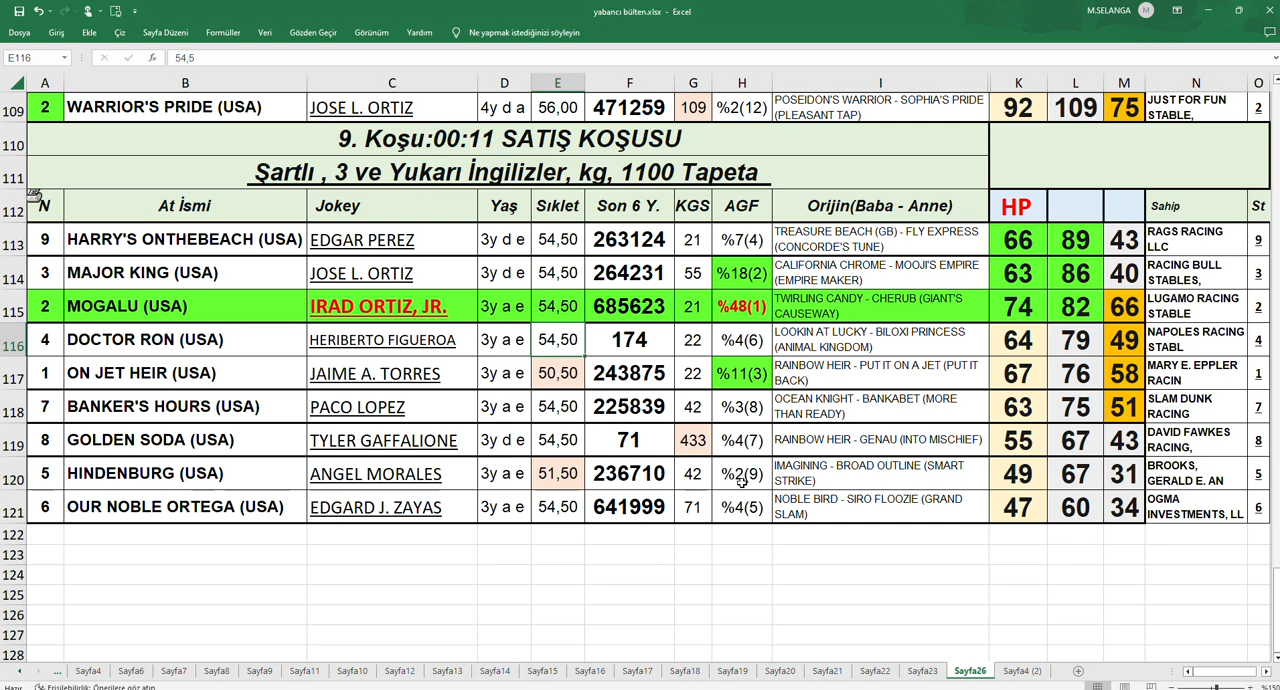 yabancı bülten.xlsx - Excel
M.SELANGA M
Dosya Giriş Ekle Çiz Sayfa Düzeni Formüller Veri Gözden Geçir Görünüm Yardım Ne yapmak istediğinizi söyleyin
E116 fx 54,5
A B C D E F G H I K L M N O
109 2 WARRIOR'S PRIDE (USA) JOSE L. ORTIZ 4y d a 56,00 471259 109 %2(12) POSEIDON'S WARRIOR - SOPHIA'S PRIDE (PLEASANT TAP) 92 109 75 JUST FOR FUN STABLE, 2
110 9. Koşu:00:11 SATIŞ KOŞUSU
111 Şartlı , 3 ve Yukarı İngilizler, kg, 1100 Tapeta
112 N At İsmi Jokey Yaş Sıklet Son 6 Y. KGS AGF Orijin(Baba - Anne) HP Sahip St
113 9 HARRY'S ONTHEBEACH (USA) EDGAR PEREZ 3y d e 54,50 263124 21 %7(4) TREASURE BEACH (GB) - FLY EXPRESS (CONCORDE'S TUNE) 66 89 43 RAGS RACING LLC 9
114 3 MAJOR KING (USA) JOSE L. ORTIZ 3y d e 54,50 264231 55 %18(2) CALIFORNIA CHROME - MOOJI'S EMPIRE (EMPIRE MAKER) 63 86 40 RACING BULL STABLES, 3
115 2 MOGALU (USA) IRAD ORTIZ, JR. 3y a e 54,50 685623 21 %48(1) TWIRLING CANDY - CHERUB (GIANT'S CAUSEWAY) 74 82 66 LUGAMO RACING STABLE 2
116 4 DOCTOR RON (USA) HERIBERTO FIGUEROA 3y a e 54,50 174 22 %4(6) LOOKIN AT LUCKY - BILOXI PRINCESS (ANIMAL KINGDOM) 64 79 49 NAPOLES RACING STABL 4
117 1 ON JET HEIR (USA) JAIME A. TORRES 3y a e 50,50 243875 22 %11(3) RAINBOW HEIR - PUT IT ON A JET (PUT IT BACK) 67 76 58 MARY E. EPPLER RACIN 1
118 7 BANKER'S HOURS (USA) PACO LOPEZ 3y a e 54,50 225839 42 %3(8) OCEAN KNIGHT - BANKABET (MORE THAN READY) 63 75 51 SLAM DUNK RACING 7
119 8 GOLDEN SODA (USA) TYLER GAFFALIONE 3y d e 54,50 71 433 %4(7) RAINBOW HEIR - GENAU (INTO MISCHIEF) 55 67 43 DAVID FAWKES RACING, 8
120 5 HINDENBURG (USA) ANGEL MORALES 3y a e 51,50 236710 42 %2(9) IMAGINING - BROAD OUTLINE (SMART STRIKE) 49 67 31 BROOKS, GERALD E. AN 5
121 6 OUR NOBLE ORTEGA (USA) EDGARD J. ZAYAS 3y a e 54,50 641999 71 %4(5) NOBLE BIRD - SIRO FLOOZIE (GRAND SLAM) 47 60 34 OGMA INVESTMENTS, LL 6
122
123
124
125
126
127
128
... Sayfa4 Sayfa6 Sayfa7 Sayfa8 Sayfa9 Sayfa11 Sayfa10 Sayfa12 Sayfa13 Sayfa14 Sayfa15 Sayfa16 Sayfa17 Sayfa18 Sayfa19 Sayfa20 Sayfa21 Sayfa22 Sayfa23 Sayfa26 Sayfa4 (2)
Hazır Erişilebilirlik: Önerilere göz atın %150